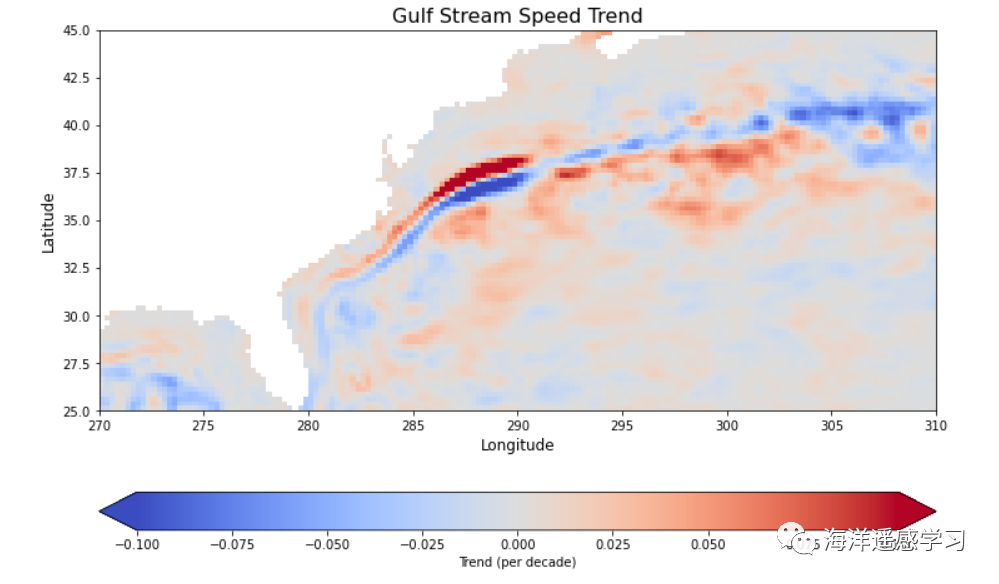 Gulf Stream Speed Trend
45.0
42.5
40.0
37.5
35.0
32.5
30.0
27.5
25.0
Latitude
270 275 280 285 290 295 300 305 310
Longitude
−0.100 −0.075 −0.050 −0.025 0.000 0.025 0.050
Trend (per decade)
海洋遥感学习